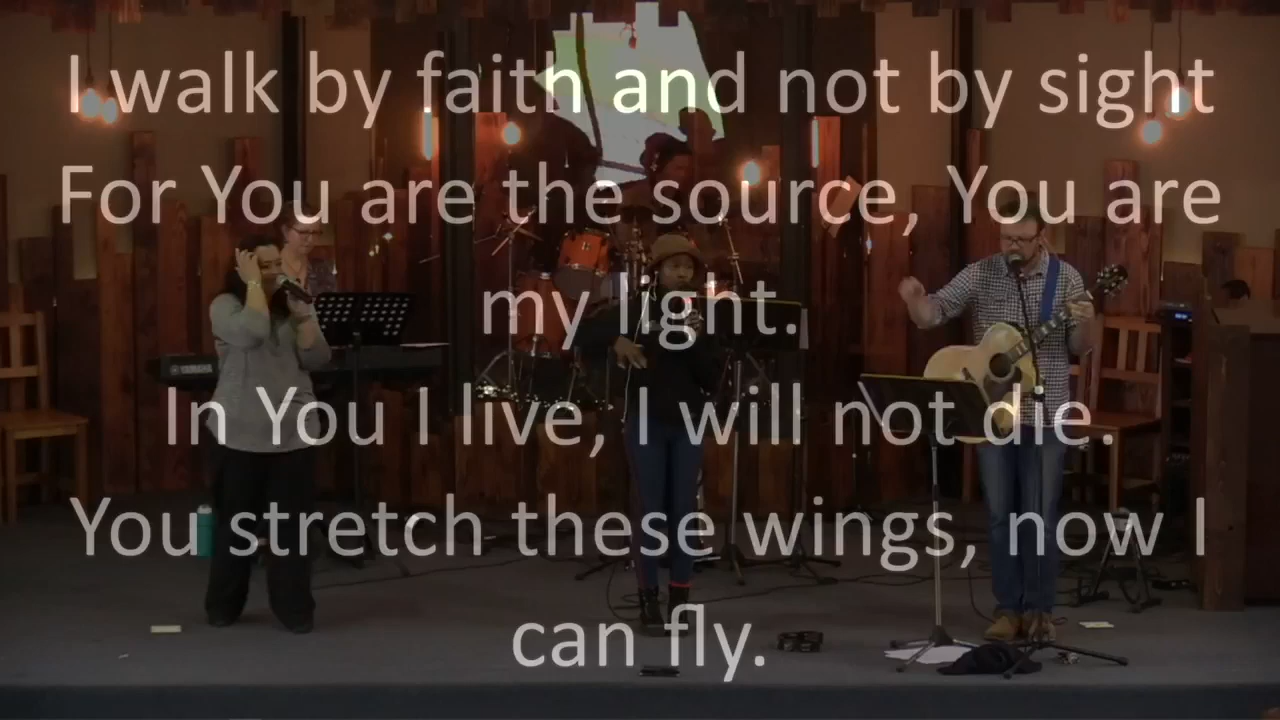 I walk by faith and not by sight
For You are the source, You are
my light.
In You I live, I will not die.
You stretch these wings, now I
can fly.
YAMAHA